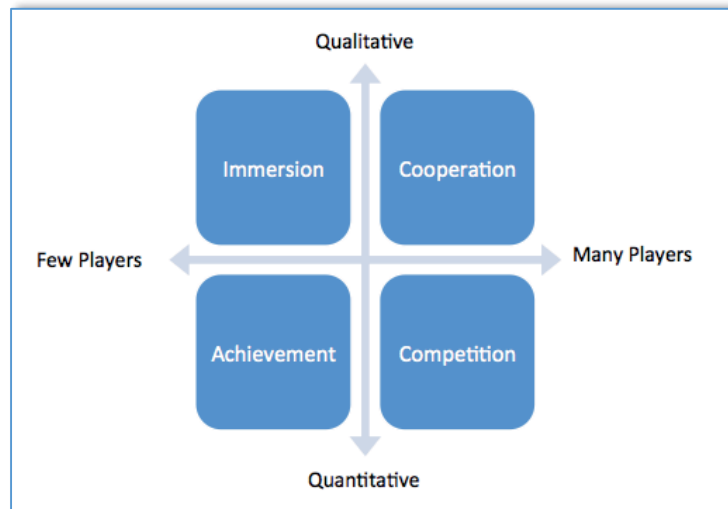 Qualitative
Immersion
Cooperation
Few Players
Many Players
Achievement
Competition
Quantitative